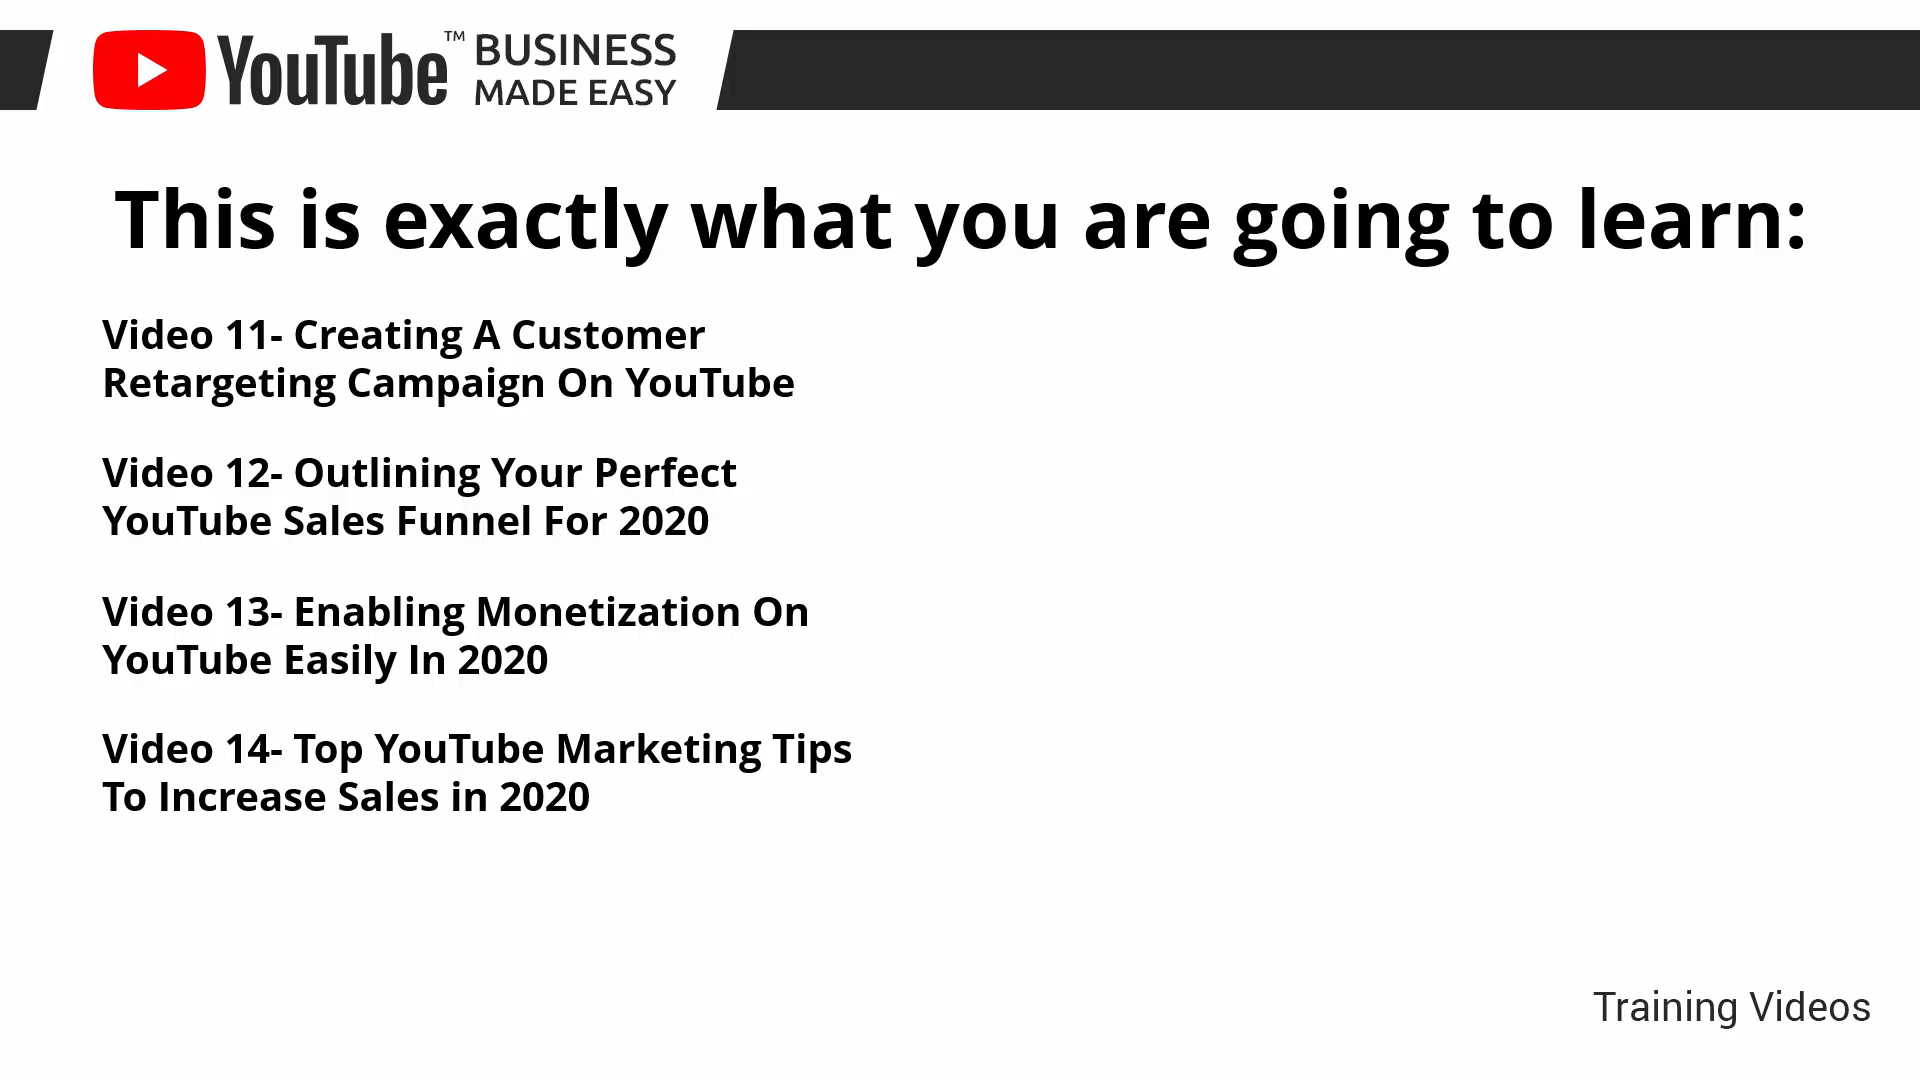 YouTube™ BUSINESS
MADE EASY
This is exactly what you are going to learn:
Video 11- Creating A Customer
Retargeting Campaign On YouTube
Video 12- Outlining Your Perfect
YouTube Sales Funnel For 2020
Video 13- Enabling Monetization On
YouTube Easily In 2020
Video 14- Top YouTube Marketing Tips
To Increase Sales in 2020
Training Videos